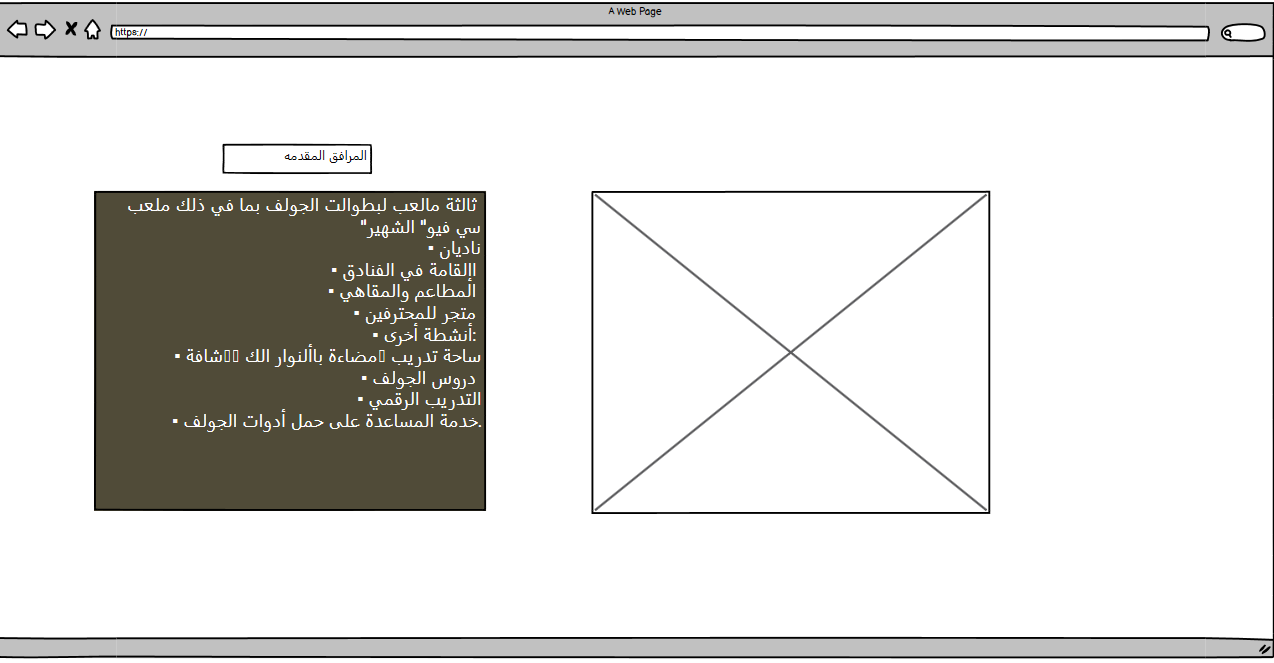 A Web Page
https://
المرافق المقدمه
ثالثة مالعب لبطوالت الجولف بما في ذلك ملعب
سي فيو" الشهير"
ناديان ▪
اإلقامة في الفنادق ▪
المطاعم والمقاهي ▪
متجر للمحترفين ▪
:أنشطة أخرى ▪
ساحة تدريب مضاءة باألنوار الك شافة ▪
دروس الجولف ▪
التدريب الرقمي ▪
.خدمة المساعدة على حمل أدوات الجولف ▪